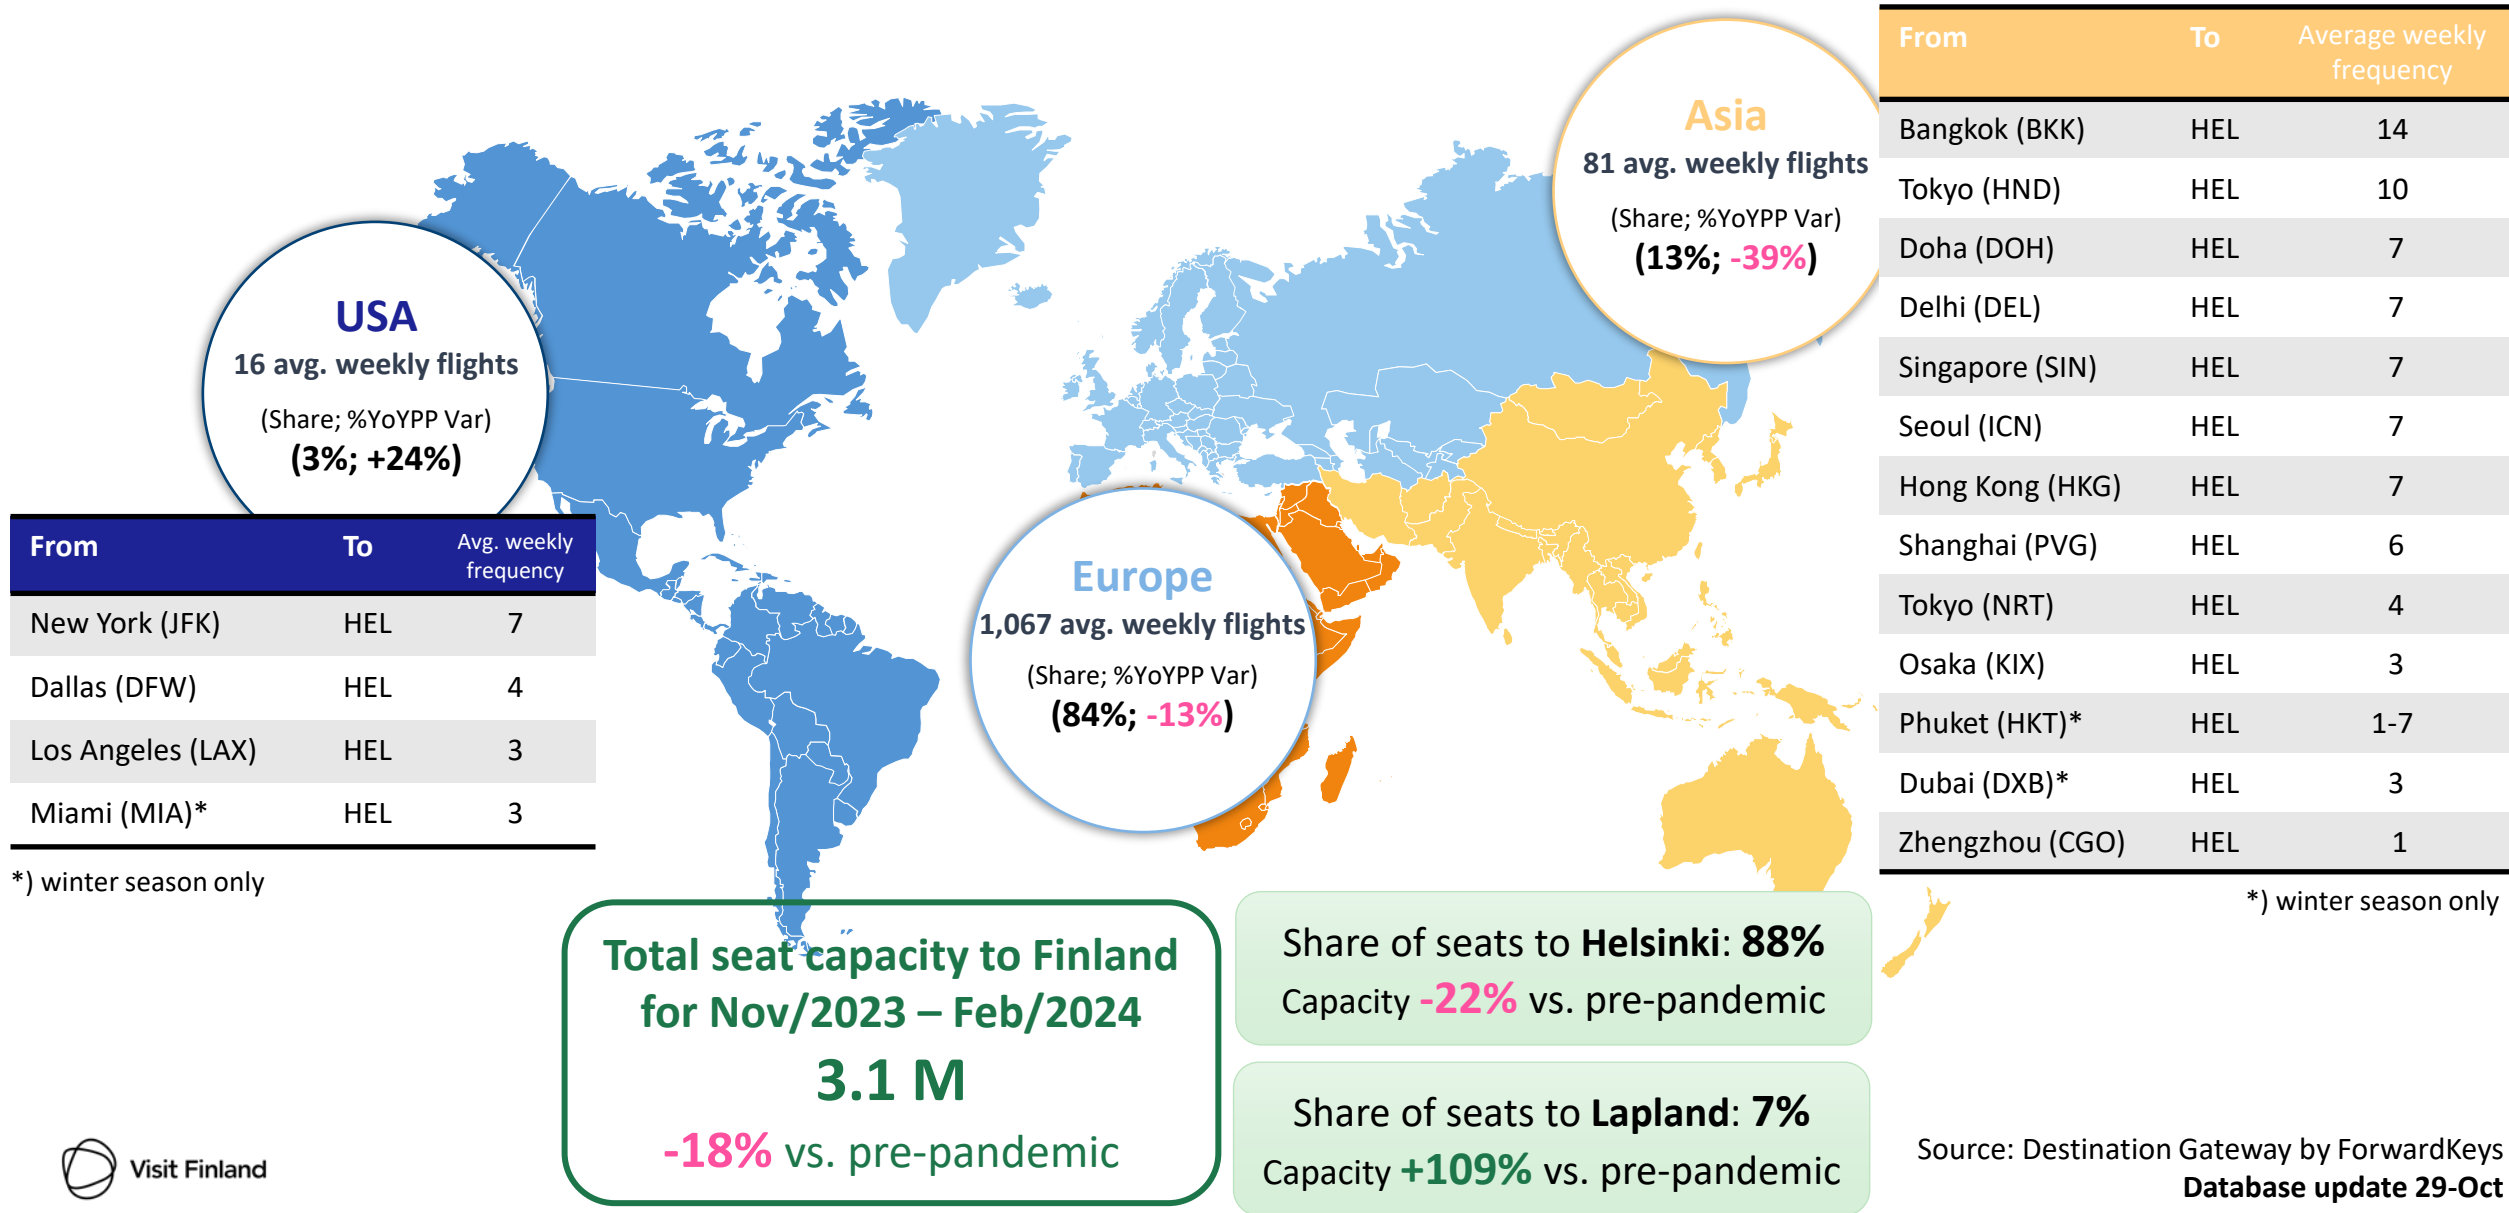 USA
16 avg. weekly flights
(Share; %YoYPP Var)
(3%; +24%)
From To Avg. weekly frequency
New York (JFK) HEL 7
Dallas (DFW) HEL 4
Los Angeles (LAX) HEL 3
Miami (MIA)* HEL 3
*) winter season only
Europe
1,067 avg. weekly flights
(Share; %YoYPP Var)
(84%; -13%)
Asia
81 avg. weekly flights
(Share; %YoYPP Var)
(13%; -39%)
From To Average weekly frequency
Bangkok (BKK) HEL 14
Tokyo (HND) HEL 10
Doha (DOH) HEL 7
Delhi (DEL) HEL 7
Singapore (SIN) HEL 7
Seoul (ICN) HEL 7
Hong Kong (HKG) HEL 7
Shanghai (PVG) HEL 6
Tokyo (NRT) HEL 4
Osaka (KIX) HEL 3
Phuket (HKT)* HEL 1-7
Dubai (DXB)* HEL 3
Zhengzhou (CGO) HEL 1
*) winter season only
Total seat capacity to Finland
for Nov/2023 – Feb/2024
3.1 M
-18% vs. pre-pandemic
Share of seats to Helsinki: 88%
Capacity -22% vs. pre-pandemic
Share of seats to Lapland: 7%
Capacity +109% vs. pre-pandemic
Visit Finland
Source: Destination Gateway by ForwardKeys
Database update 29-Oct